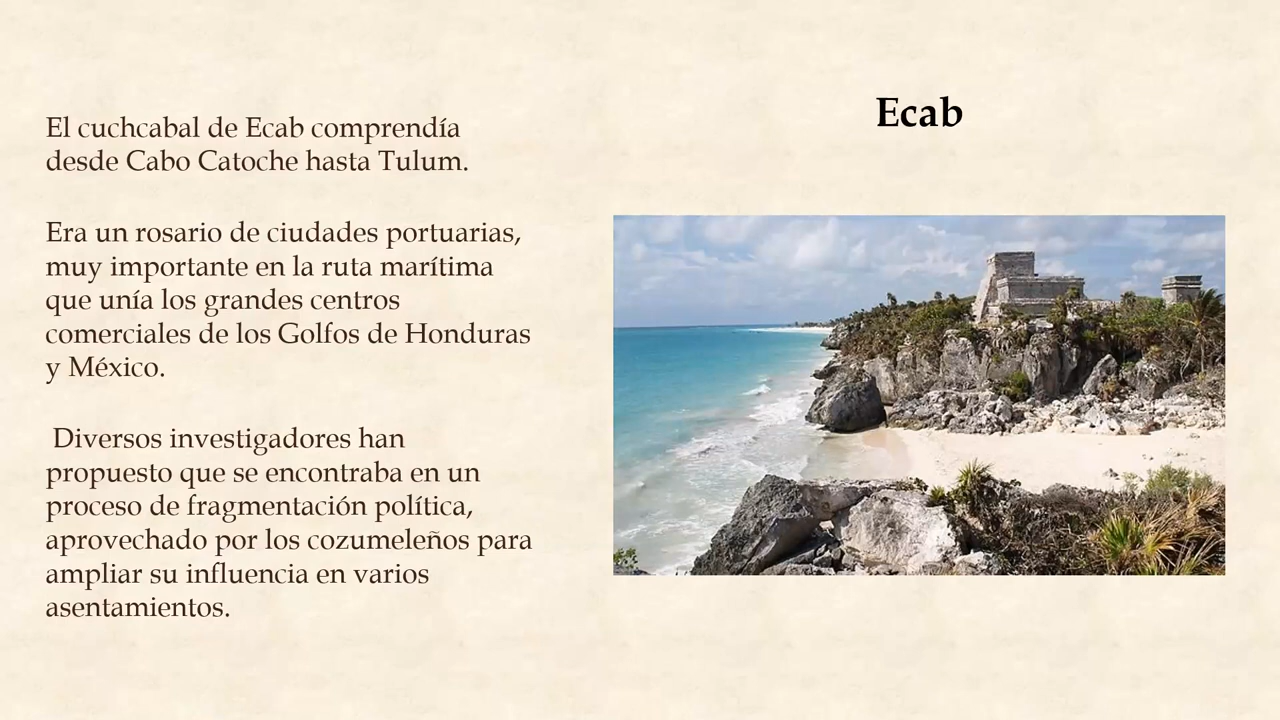 Ecab
El cuchcabal de Ecab comprendía
desde Cabo Catoche hasta Tulum.
Era un rosario de ciudades portuarias,
muy importante en la ruta marítima
que unía los grandes centros
comerciales de los Golfos de Honduras
y México.
Diversos investigadores han
propuesto que se encontraba en un
proceso de fragmentación política,
aprovechado por los cozumeleños para
ampliar su influencia en varios
asentamientos.